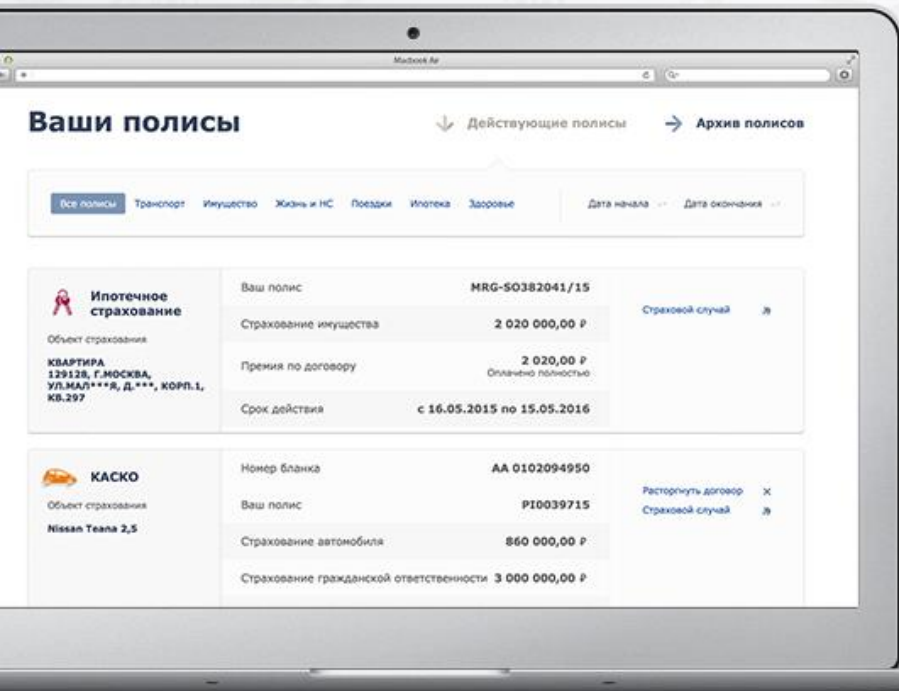 Macbook Air
Ваши полисы
Действующие полисы
Архив полисов
Все полисы Транспорт Имущество Жизнь и НС Поездки Ипотека Здоровье Дата начала Дата окончания
Ипотечное
страхование
Объект страхования
КВАРТИРА
129128, Г.МОСКВА,
УЛ.МАЛ***Я, Д.***, КОРП.1,
КВ.297
Ваш полис MRG-SO382041/15
Страхование имущества 2 020 000,00 ₽
Премия по договору 2 020,00 ₽
Оплачено полностью
Срок действия с 16.05.2015 по 15.05.2016
Страховой случай
КАСКО
Объект страхования
Nissan Teana 2,5
Номер бланка AA 0102094950
Ваш полис PI0039715
Страхование автомобиля 860 000,00 ₽
Страхование гражданской ответственности 3 000 000,00 ₽
Расторгнуть договор
Страховой случай